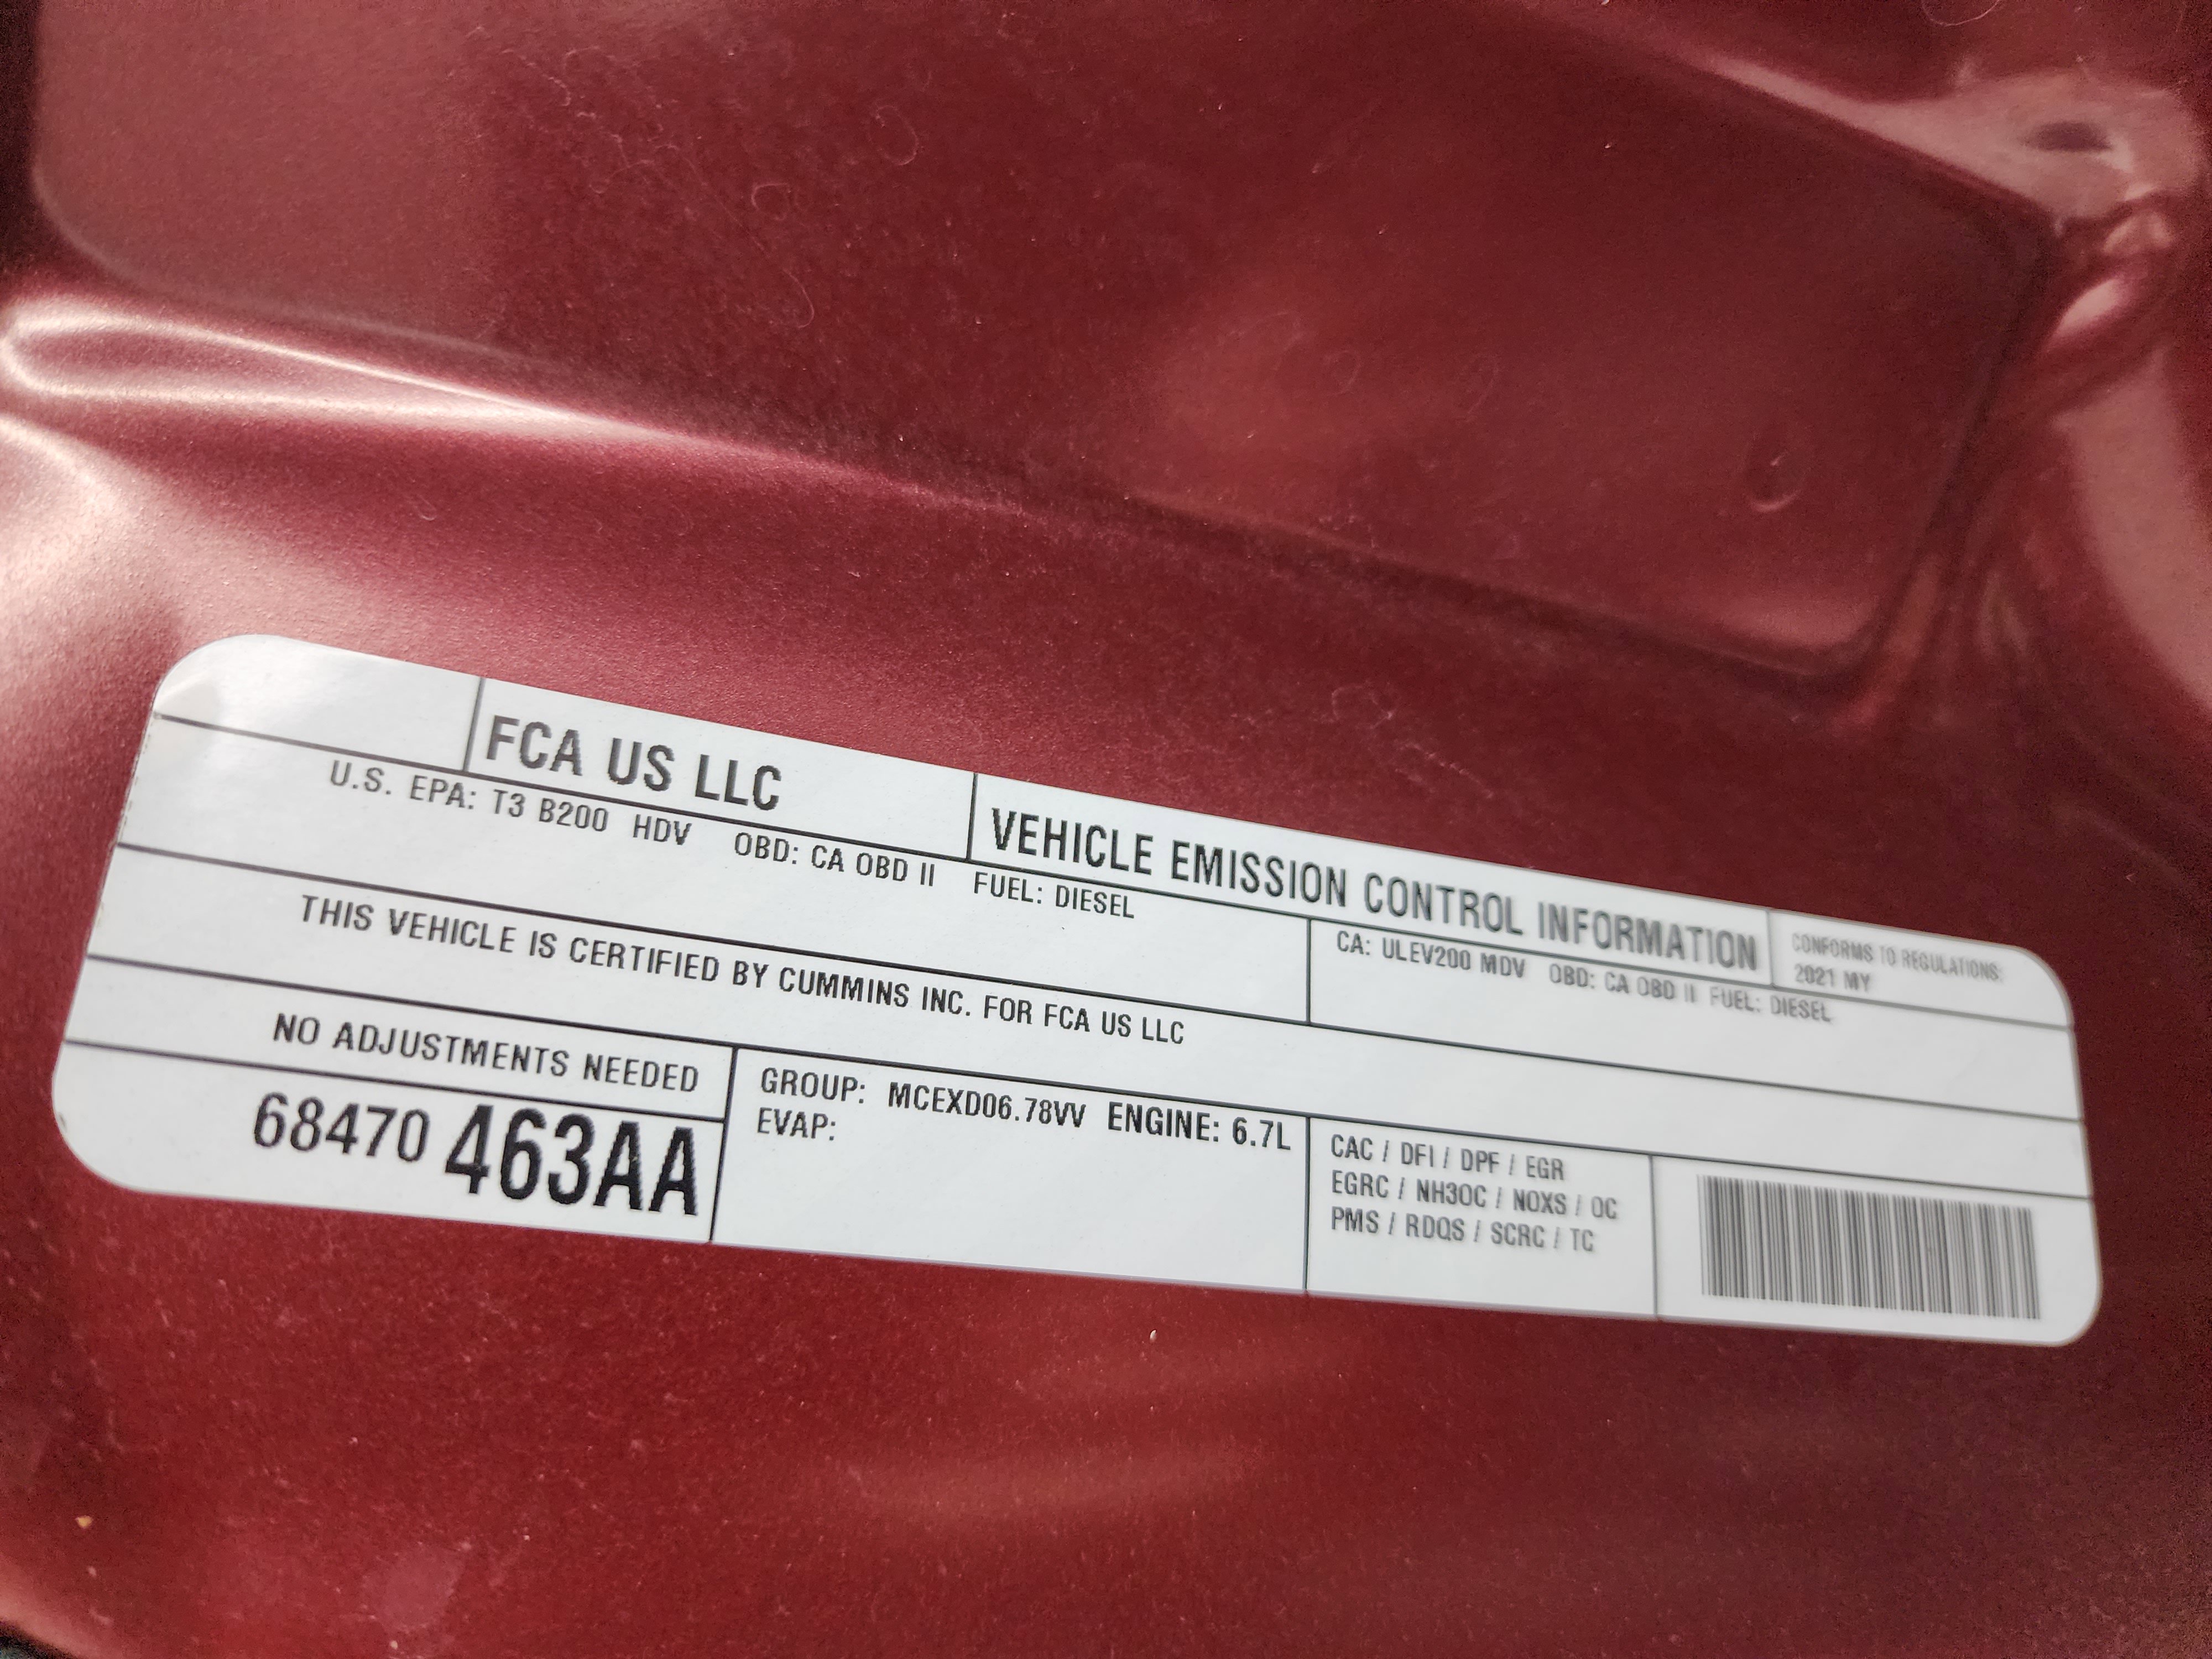 FCA US LLC
VEHICLE EMISSION CONTROL INFORMATION
CONFORMS TO REGULATIONS:
2021 MY
U.S. EPA: T3 B200 HDV OBD: CA OBD II FUEL: DIESEL
CA: ULEV200 MDV OBD: CA OBD II FUEL: DIESEL
THIS VEHICLE IS CERTIFIED BY CUMMINS INC. FOR FCA US LLC
NO ADJUSTMENTS NEEDED
68470 463AA
GROUP: MCEXD06.78VV ENGINE: 6.7L
EVAP:
CAC / DFI / DPF / EGR
EGRC / NH3OC / NOXS / OC
PMS / RDQS / SCRC / TC